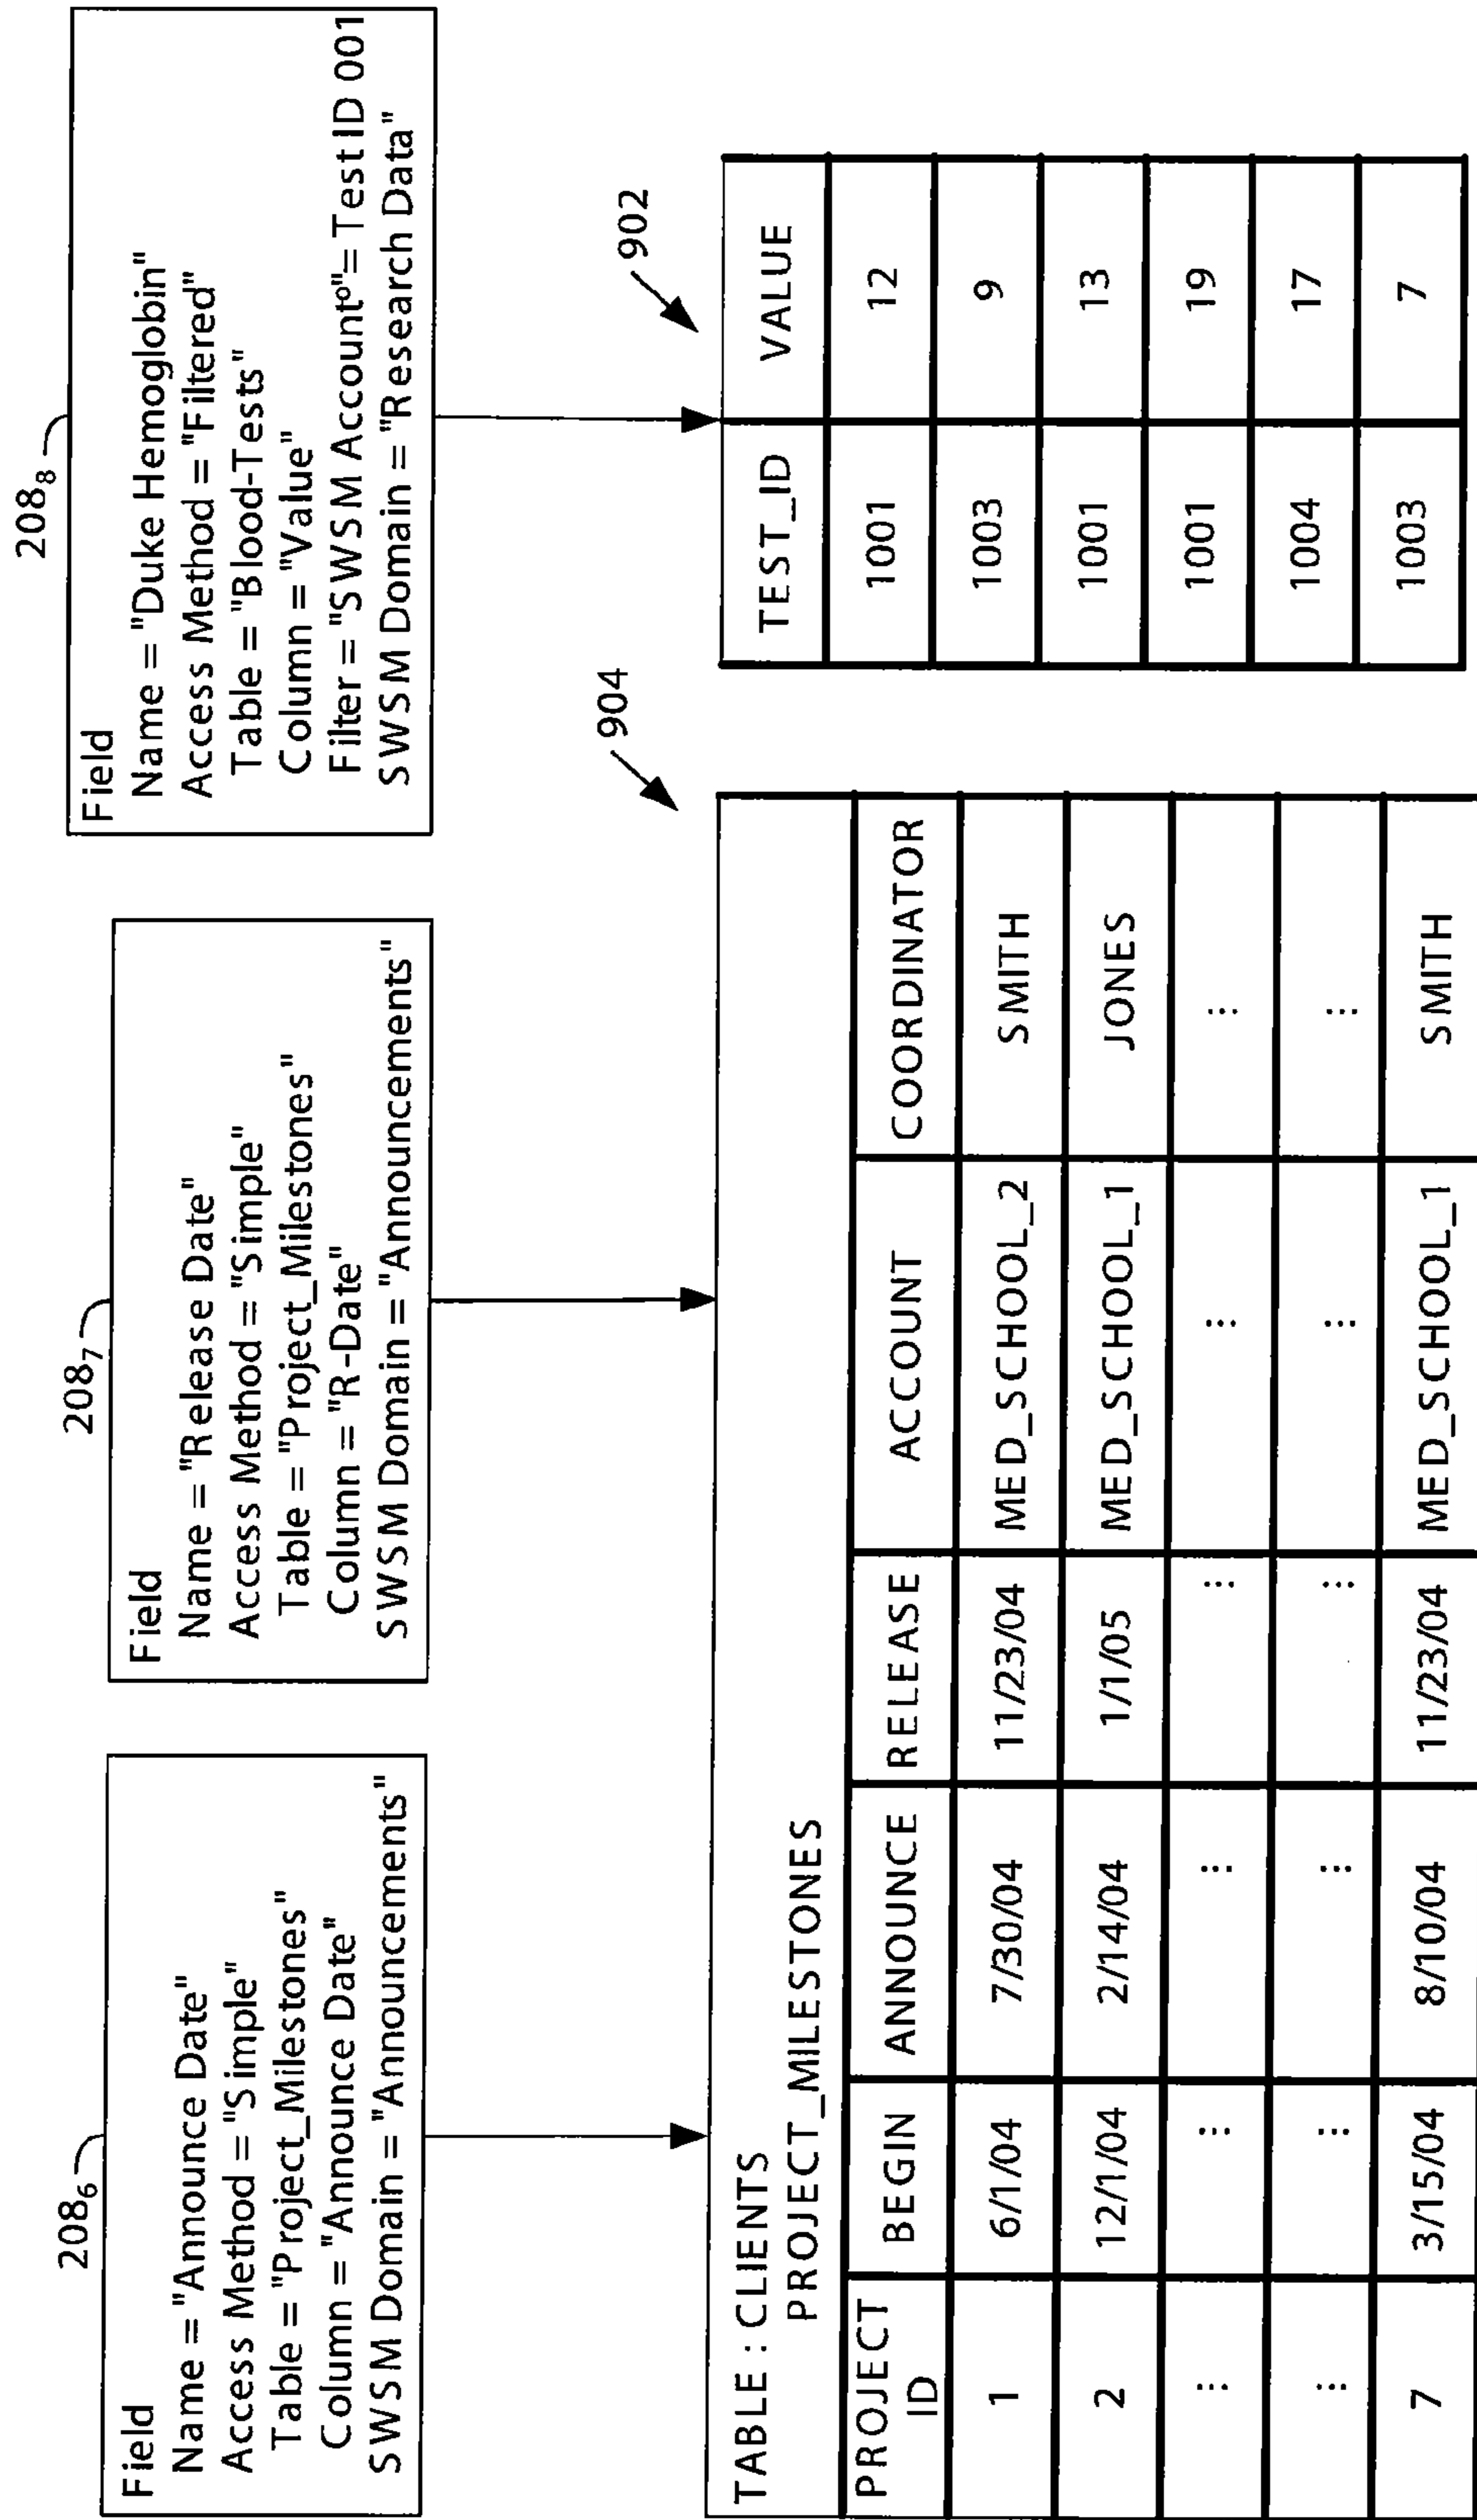 208₆
Field
Name = "Announce Date"
Access Method = "Simple"
Table = "Project_Milestones"
Column = "Announce Date"
SWSM Domain = "Announcements"
208₇
Field
Name = "Release Date"
Access Method = "Simple"
Table = "Project_Milestones"
Column = "R-Date"
SWSM Domain = "Announcements"
208₈
Field
Name = "Duke Hemoglobin"
Access Method = "Filtered"
Table = "Blood-Tests"
Column = "Value"
Filter = "SWSM Account°"=Test ID 001
SWSM Domain = "Research Data"
904
TABLE : CLIENTS
PROJECT_MILESTONES
PROJECT ID BEGIN ANNOUNCE RELEASE ACCOUNT COORDINATOR
1 6/1/04 7/30/04 11/23/04 MED_SCHOOL_2 SMITH
2 12/1/04 2/14/04 1/1/05 MED_SCHOOL_1 JONES
... ... ... ... ... ...
... ... ... ... ... ...
7 3/15/04 8/10/04 11/23/04 MED_SCHOOL_1 SMITH
902
TEST_ID VALUE
1001 12
1003 9
1001 13
1001 19
1004 17
1003 7